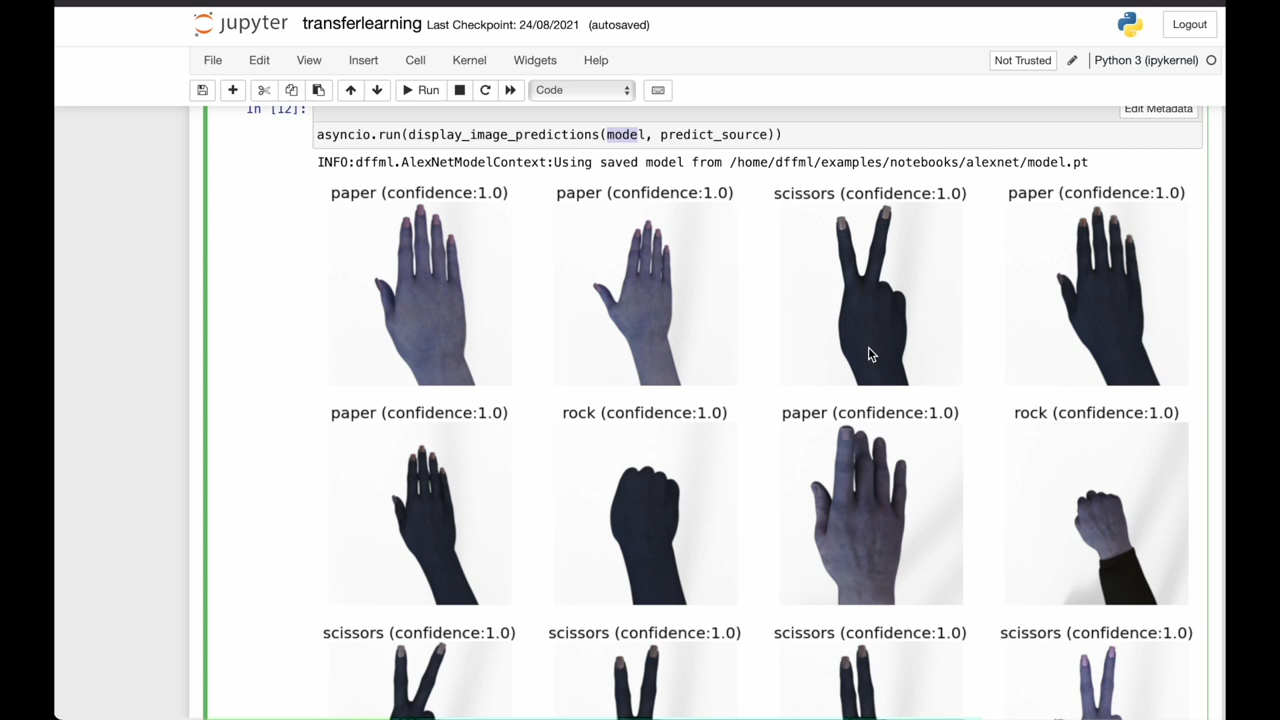 jupyter transferlearning Last Checkpoint: 24/08/2021 (autosaved) Logout
File Edit View Insert Cell Kernel Widgets Help Not Trusted Python 3 (ipykernel)
Run Code
In [12]: Edit Metadata
asyncio.run(display_image_predictions(model, predict_source))
INFO:dffml.AlexNetModelContext:Using saved model from /home/dffml/examples/notebooks/alexnet/model.pt
paper (confidence:1.0) paper (confidence:1.0) scissors (confidence:1.0) paper (confidence:1.0)
paper (confidence:1.0) rock (confidence:1.0) paper (confidence:1.0) rock (confidence:1.0)
scissors (confidence:1.0) scissors (confidence:1.0) scissors (confidence:1.0) scissors (confidence:1.0)